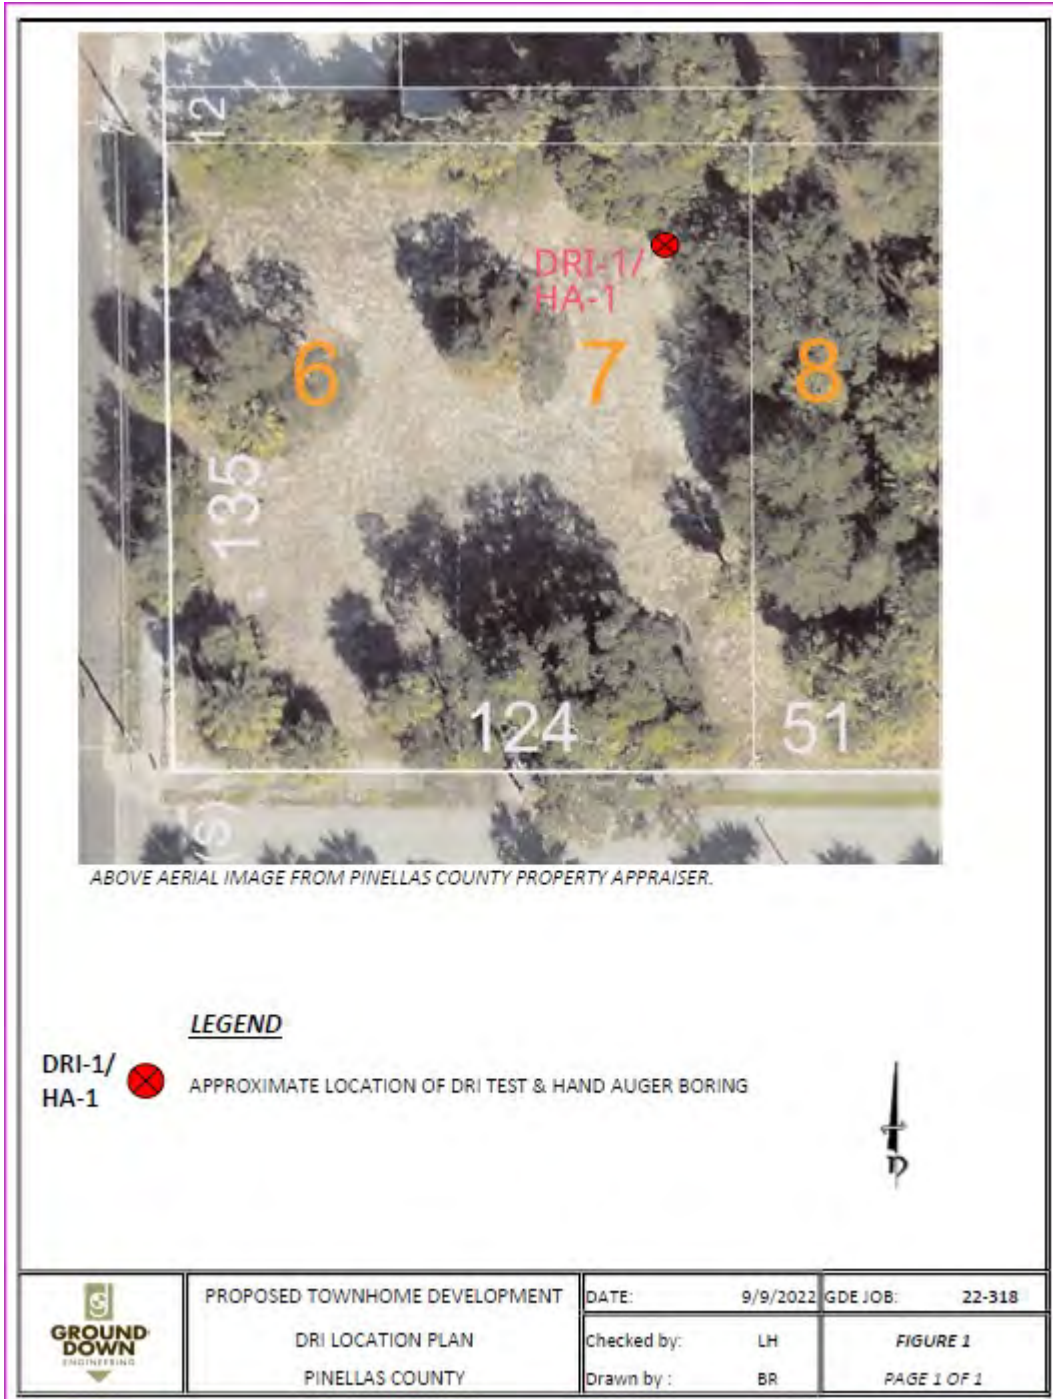 12
DRI-1/
HA-1
6
7
8
135
124
51
(S)
ABOVE AERIAL IMAGE FROM PINELLAS COUNTY PROPERTY APPRAISER.
LEGEND
DRI-1/
HA-1
APPROXIMATE LOCATION OF DRI TEST & HAND AUGER BORING
N
GROUND
DOWN
ENGINEERING
PROPOSED TOWNHOME DEVELOPMENT
DRI LOCATION PLAN
PINELLAS COUNTY
DATE: 9/9/2022
GDE JOB: 22-318
Checked by: LH
Drawn by : BR
FIGURE 1
PAGE 1 OF 1